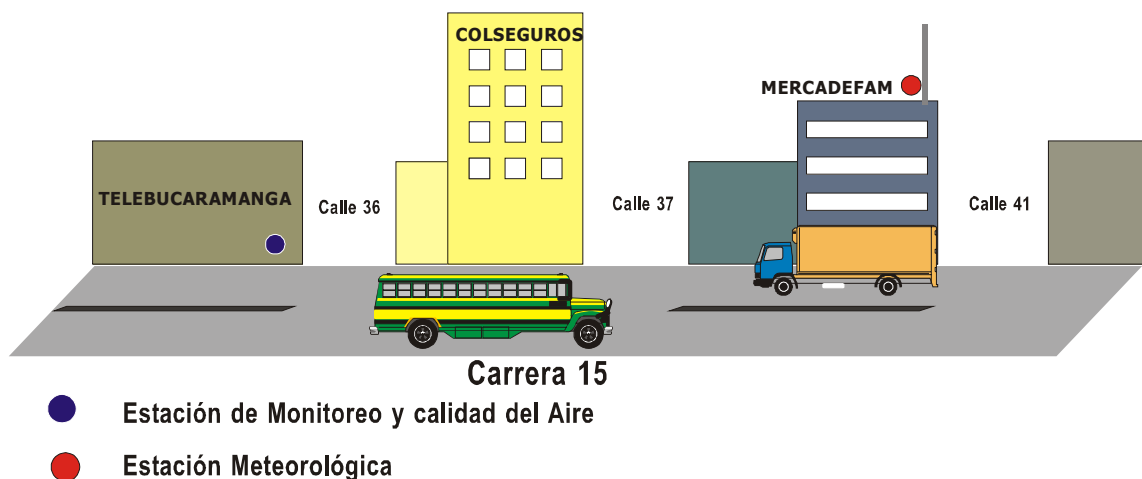 COLSEGUROS
MERCADEFAM
TELEBUCARAMANGA
Calle 36
Calle 37
Calle 41
Carrera 15
Estación de Monitoreo y calidad del Aire
Estación Meteorológica